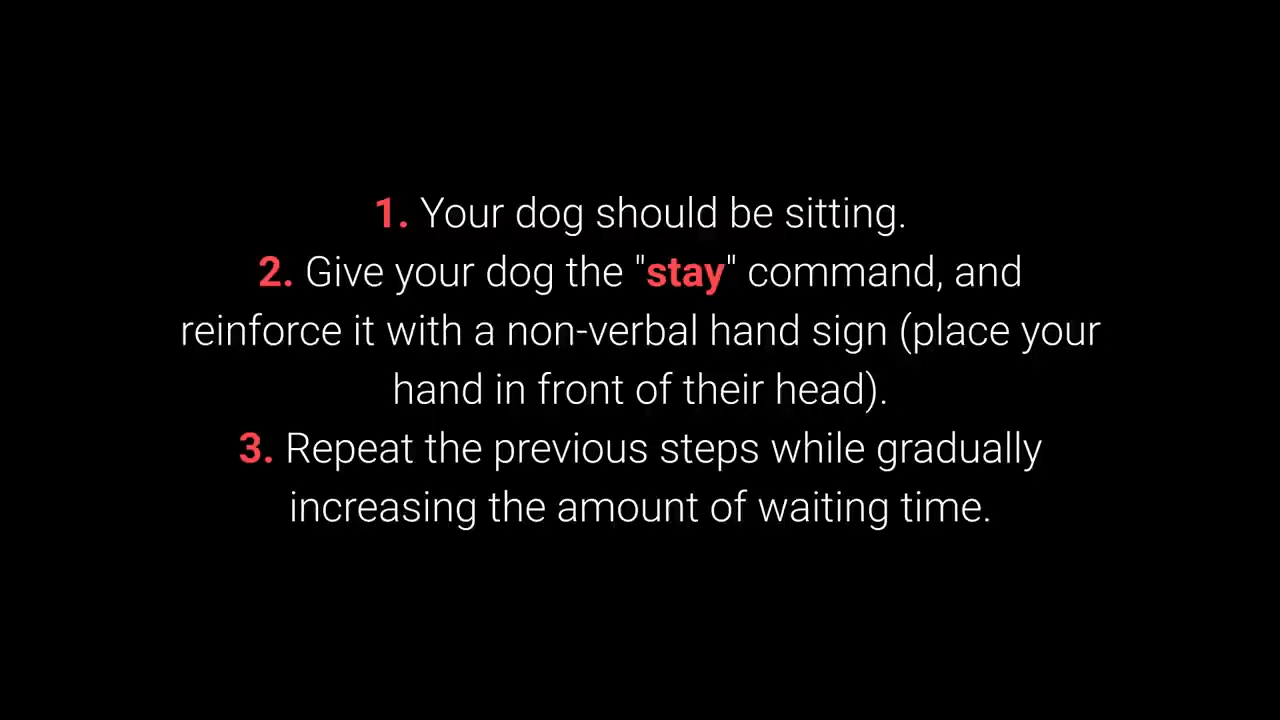 1. Your dog should be sitting.
2. Give your dog the "stay" command, and
reinforce it with a non-verbal hand sign (place your
hand in front of their head).
3. Repeat the previous steps while gradually
increasing the amount of waiting time.